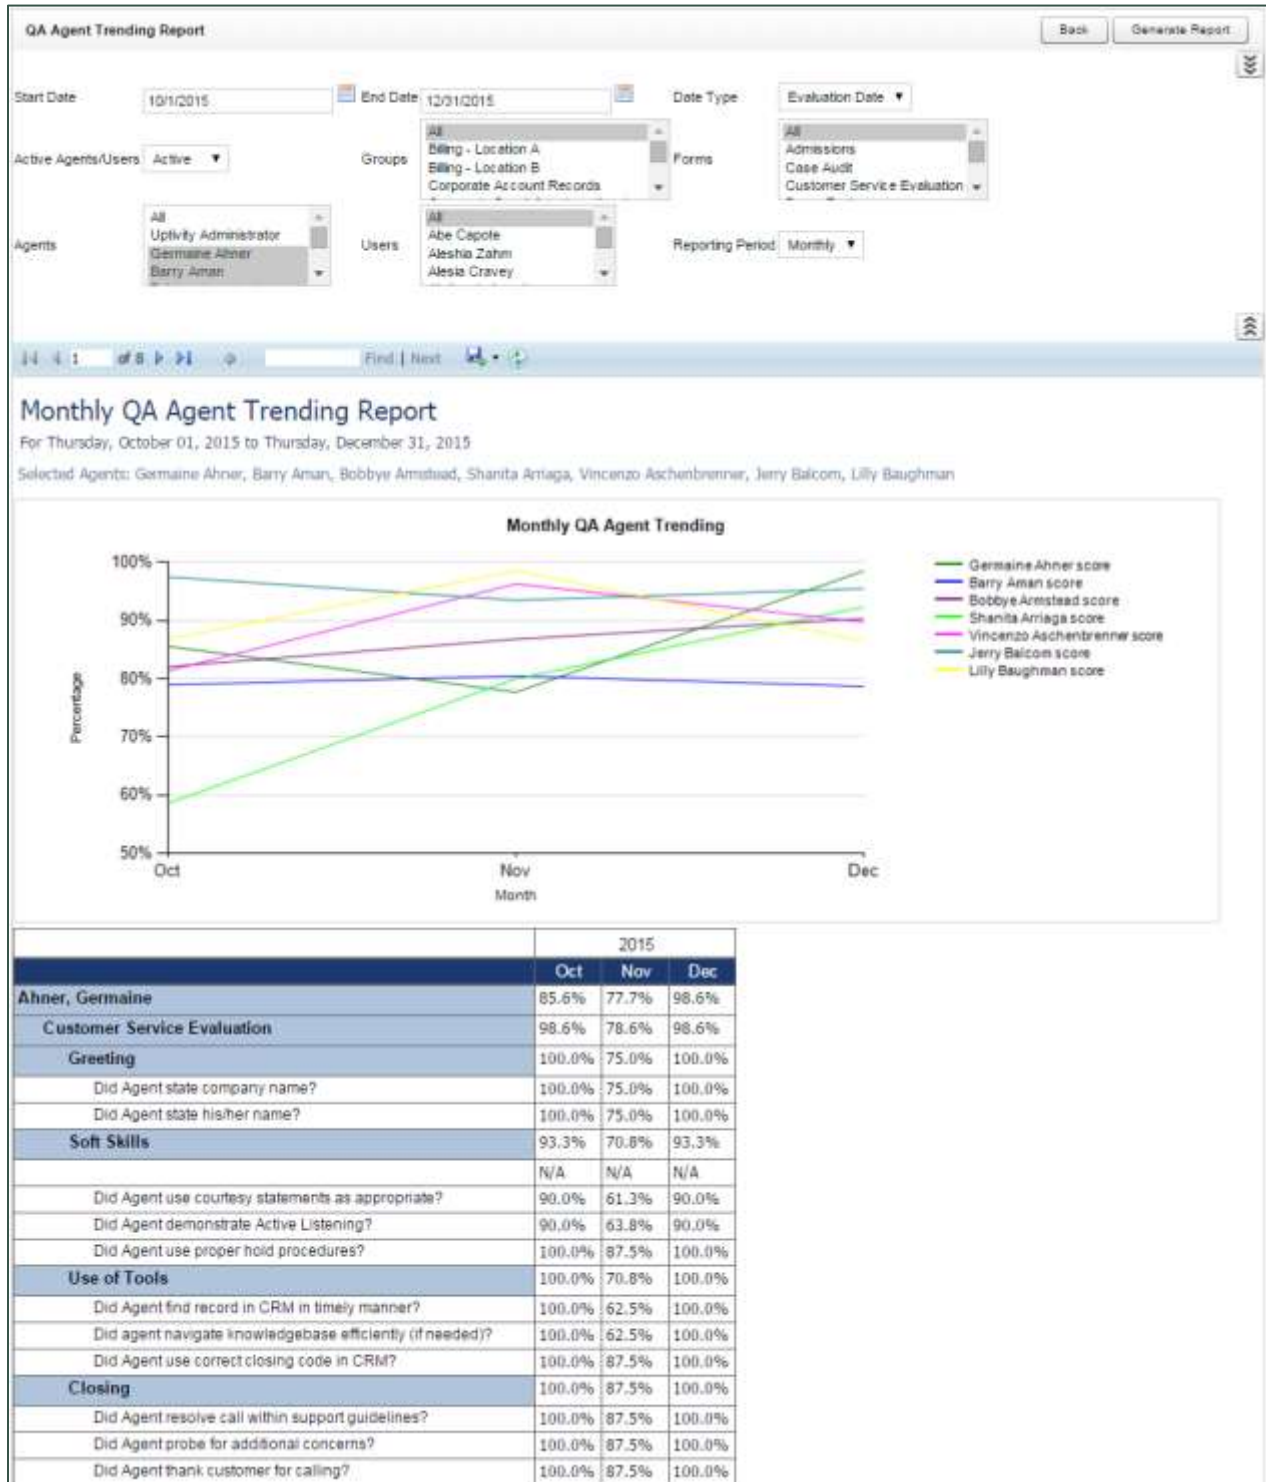 QA Agent Trending Report
Back Generate Report
Start Date 10/1/2015 End Date 12/31/2015 Date Type Evaluation Date
Active Agents/Users Active Groups All Billing - Location A Billing - Location B Corporate Account Records Forms All Admissions Case Audit Customer Service Evaluation
Agents All Uptivity Administrator Germaine Ahner Barry Aman Users All Abe Capote Aleshia Zahm Alesia Cravey Reporting Period Monthly
1 of 8 Find | Next
Monthly QA Agent Trending Report
For Thursday, October 01, 2015 to Thursday, December 31, 2015
Selected Agents: Germaine Ahner, Barry Aman, Bobbye Armstead, Shanita Arriaga, Vincenzo Aschenbrenner, Jerry Balcom, Lilly Baughman
Monthly QA Agent Trending
100%
90%
80%
70%
60%
50%
Percentage
Oct Nov Dec
Month
Germaine Ahner score
Barry Aman score
Bobbye Armstead score
Shanita Arriaga score
Vincenzo Aschenbrenner score
Jerry Balcom score
Lilly Baughman score
2015
Oct Nov Dec
Ahner, Germaine 85.6% 77.7% 98.6%
Customer Service Evaluation 98.6% 78.6% 98.6%
Greeting 100.0% 75.0% 100.0%
Did Agent state company name? 100.0% 75.0% 100.0%
Did Agent state his/her name? 100.0% 75.0% 100.0%
Soft Skills 93.3% 70.8% 93.3%
N/A N/A N/A
Did Agent use courtesy statements as appropriate? 90.0% 61.3% 90.0%
Did Agent demonstrate Active Listening? 90.0% 63.8% 90.0%
Did Agent use proper hold procedures? 100.0% 87.5% 100.0%
Use of Tools 100.0% 70.8% 100.0%
Did Agent find record in CRM in timely manner? 100.0% 62.5% 100.0%
Did agent navigate knowledgebase efficiently (if needed)? 100.0% 62.5% 100.0%
Did Agent use correct closing code in CRM? 100.0% 87.5% 100.0%
Closing 100.0% 87.5% 100.0%
Did Agent resolve call within support guidelines? 100.0% 87.5% 100.0%
Did Agent probe for additional concerns? 100.0% 87.5% 100.0%
Did Agent thank customer for calling? 100.0% 87.5% 100.0%